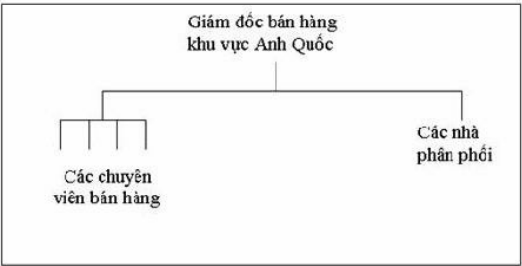 Giám đốc bán hàng
khu vực Anh Quốc
Các nhà
phân phối
Các chuyên
viên bán hàng